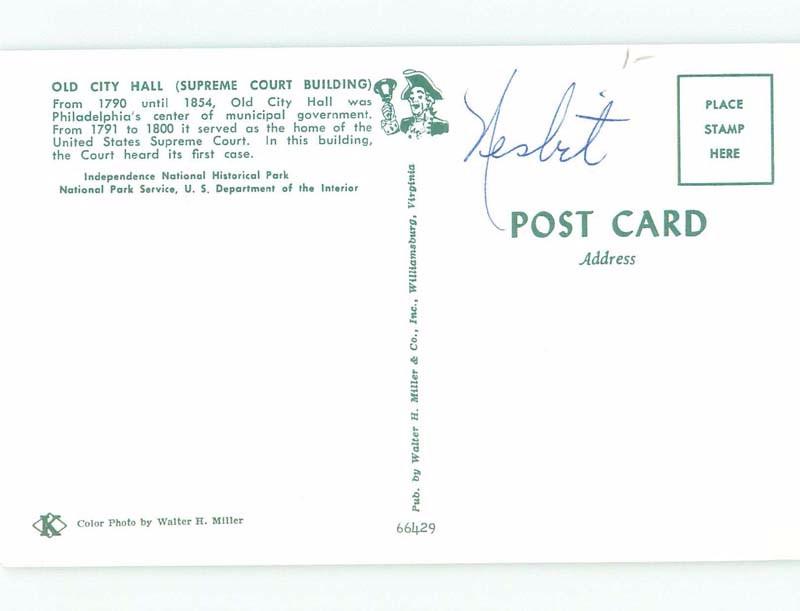 OLD CITY HALL (SUPREME COURT BUILDING)
From 1790 until 1854, Old City Hall was
Philadelphia's center of municipal government.
From 1791 to 1800 it served as the home of the
United States Supreme Court. In this building,
the Court heard its first case.
Independence National Historical Park
National Park Service, U. S. Department of the Interior
K
Color Photo by Walter H. Miller
Pub. by Walter H. Miller & Co., Inc., Williamsburg, Virginia
66429
1-
Nesbit
PLACE
STAMP
HERE
POST CARD
Address